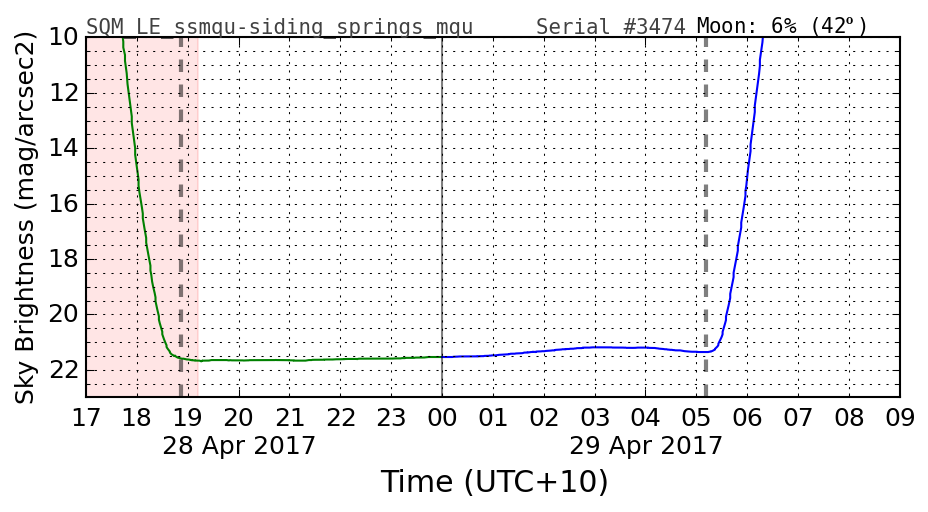 SQM_LE_ssmqu-siding_springs_mqu Serial #3474 Moon: 6% (42º)
Sky Brightness (mag/arcsec2)
10
12
14
16
18
20
22
17 18 19 20 21 22 23 00 01 02 03 04 05 06 07 08 09
28 Apr 2017 29 Apr 2017
Time (UTC+10)